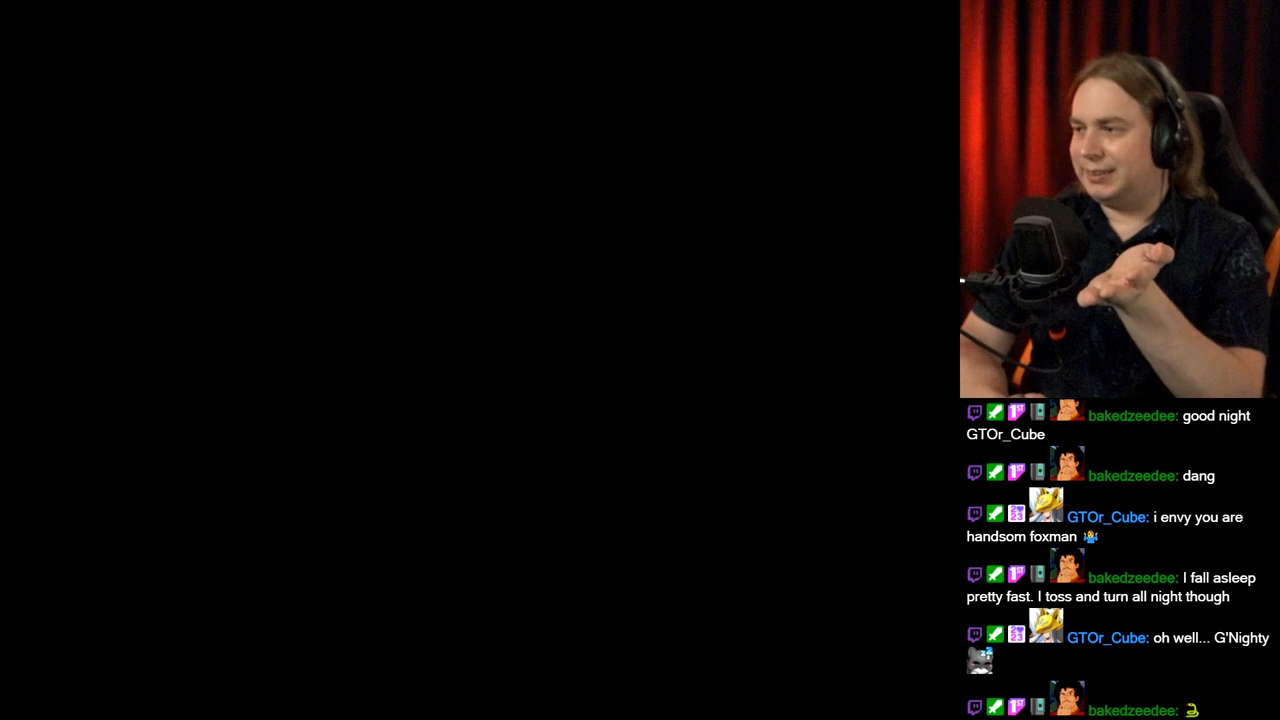 bakedzeedee: good night
GTOr_Cube
bakedzeedee: dang
GTOr_Cube: i envy you are
handsom foxman
bakedzeedee: I fall asleep
pretty fast. I toss and turn all night though
GTOr_Cube: oh well... G'Nighty
bakedzeedee: